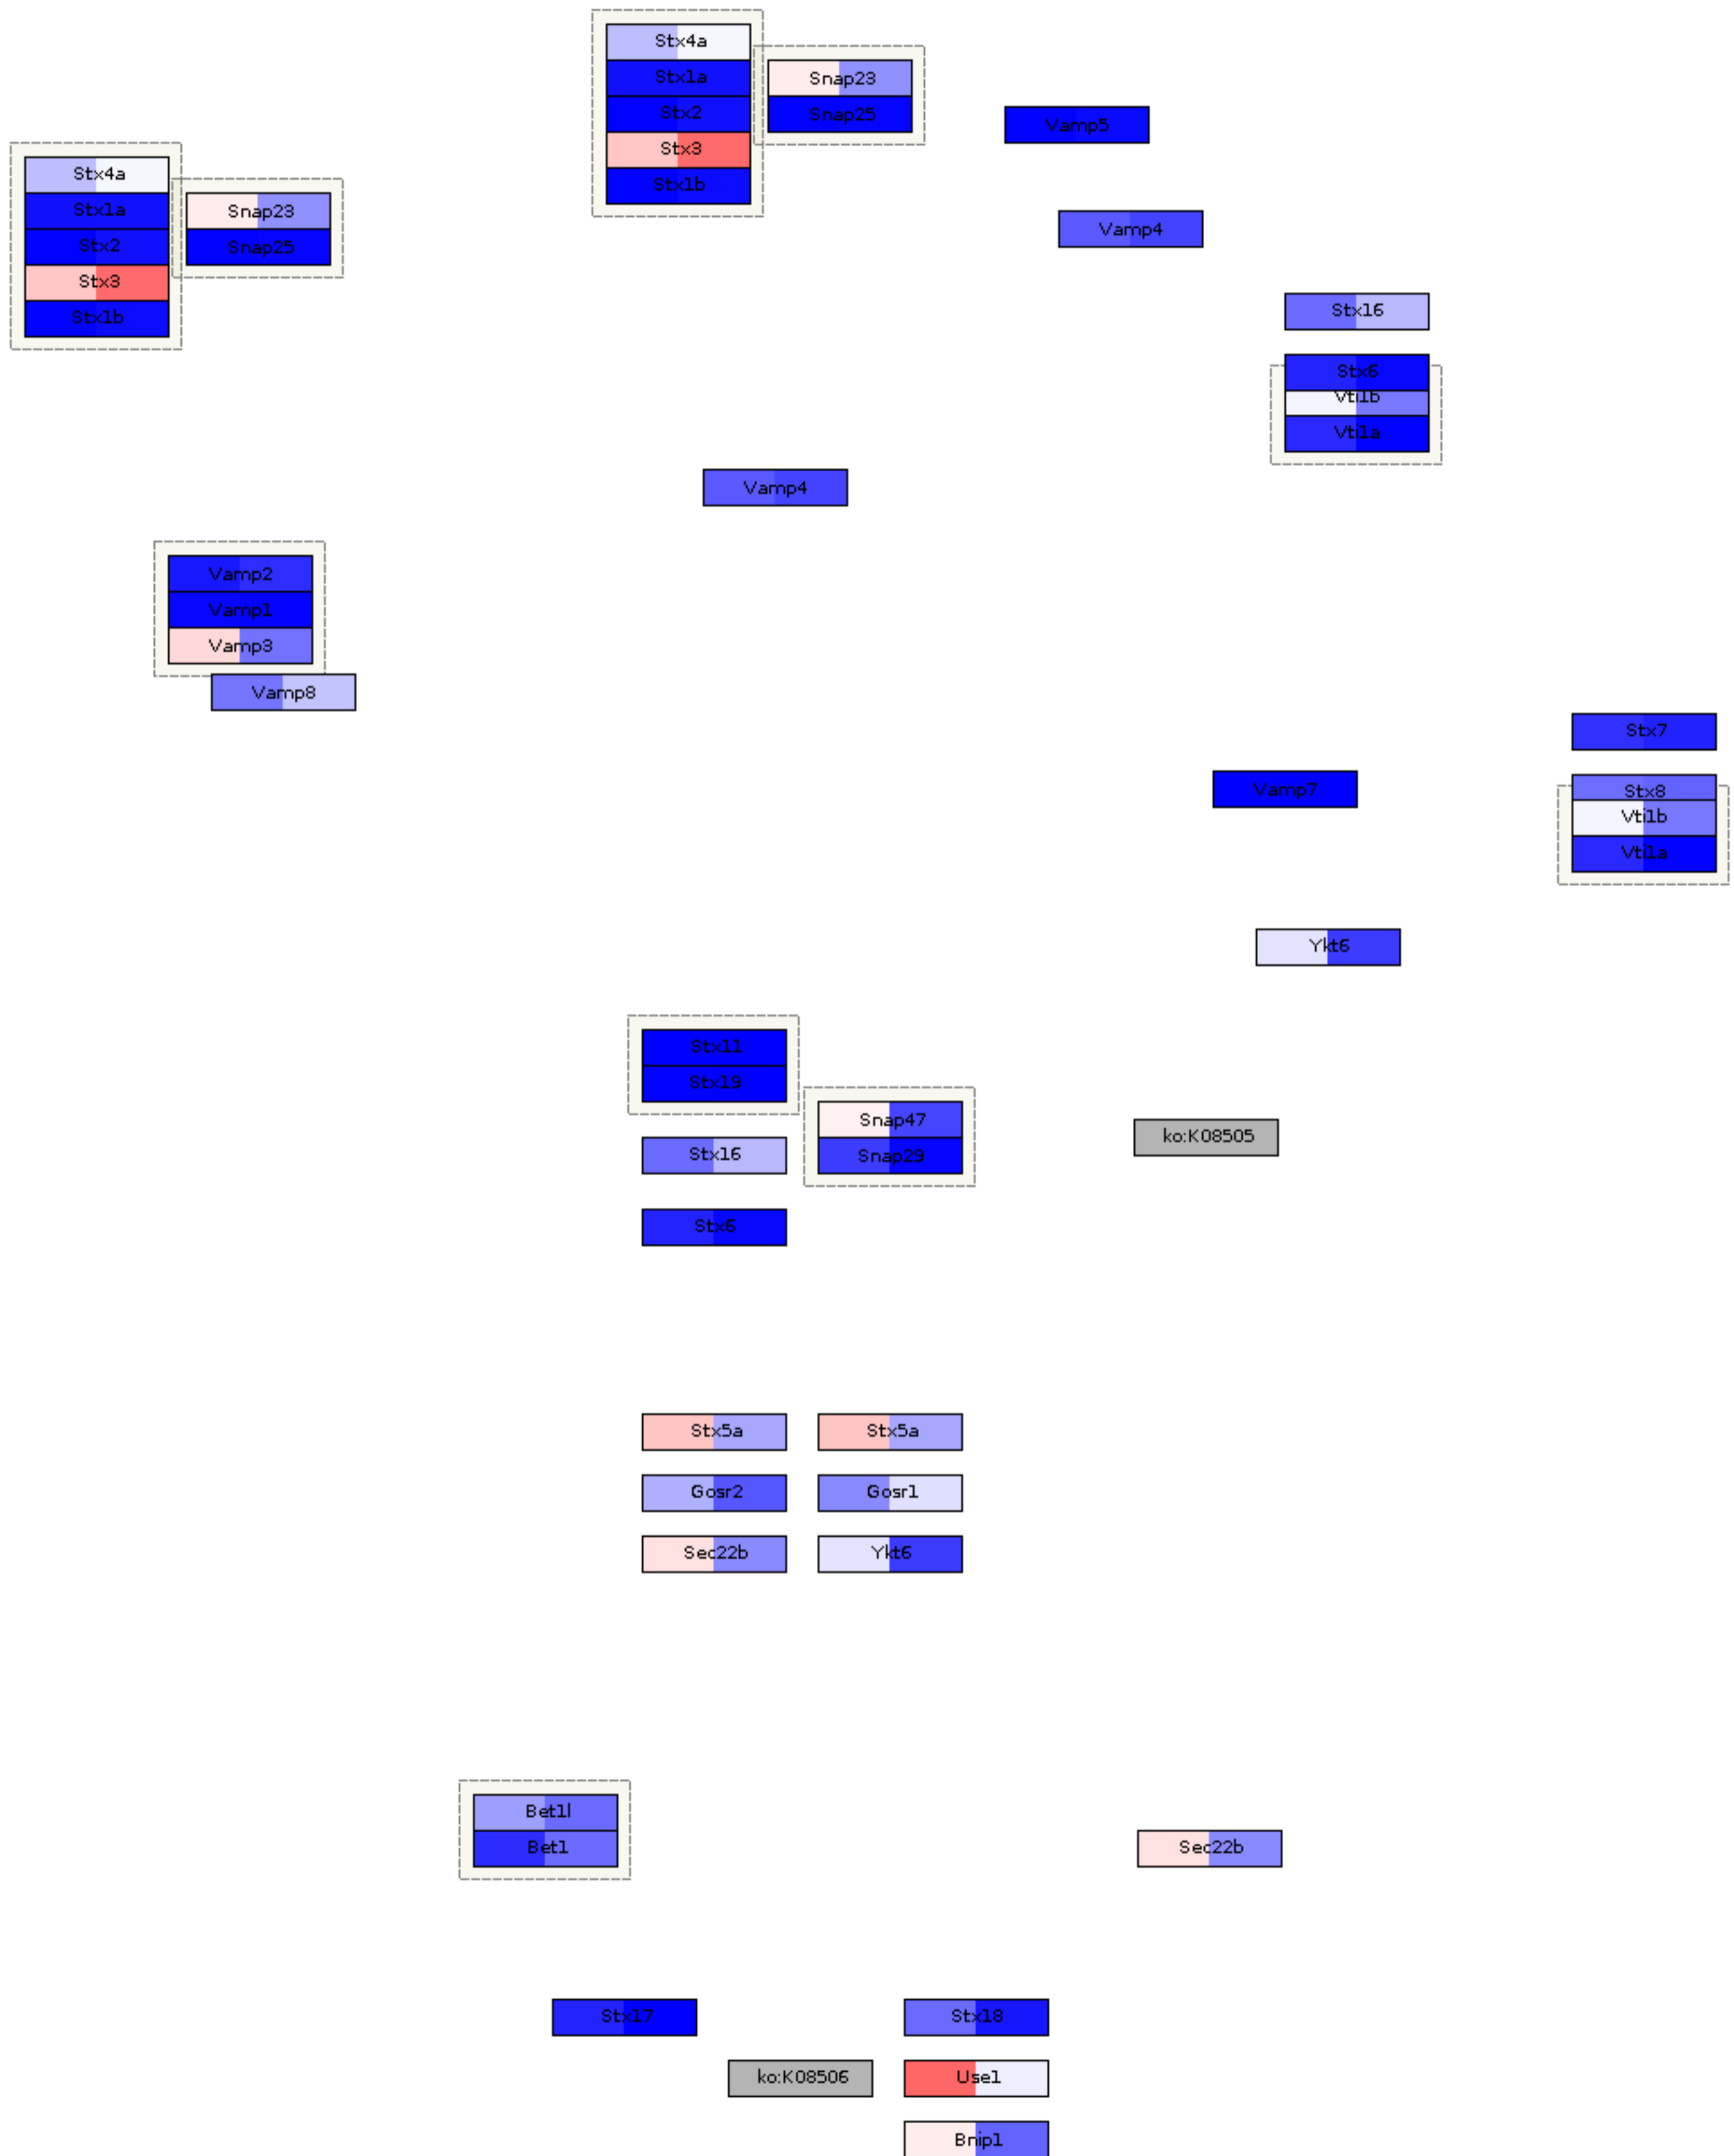 Stx4a
Stx1a
Stx2
Stx3
Stx1b
Snap23
Snap25
Vamp5
Stx4a
Stx1a
Stx2
Stx3
Stx1b
Snap23
Snap25
Vamp4
Stx16
Stx6
Vti1b
Vti1a
Vamp4
Vamp2
Vamp1
Vamp3
Vamp8
Stx7
Stx8
Vti1b
Vti1a
Vamp7
Ykt6
Stx11
Stx19
Snap47
Snap29
ko:K08505
Stx16
Stx6
Stx5a
Stx5a
Gosr2
Gosr1
Sec22b
Ykt6
Bet1l
Bet1
Sec22b
Stx17
Stx18
ko:K08506
Use1
Bnip1